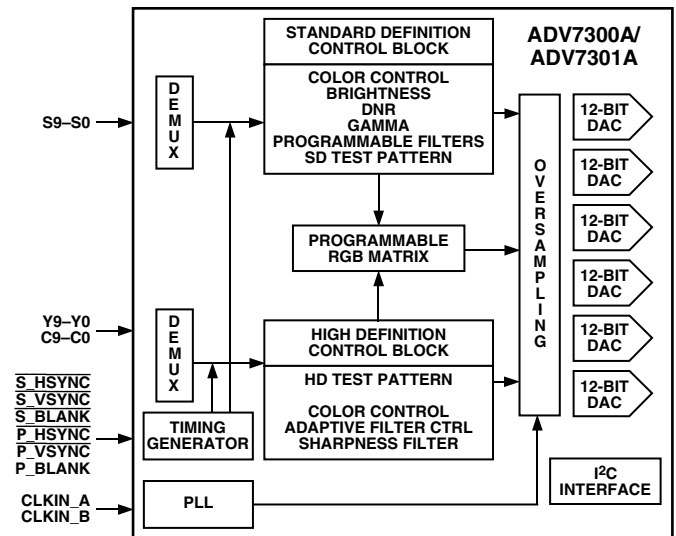 STANDARD DEFINITION
CONTROL BLOCK
ADV7300A/
ADV7301A
COLOR CONTROL
BRIGHTNESS
DNR
GAMMA
PROGRAMMABLE FILTERS
SD TEST PATTERN
DEMUX
S9–S0
OVERSAMPLING
12-BIT
DAC
12-BIT
DAC
12-BIT
DAC
12-BIT
DAC
12-BIT
DAC
12-BIT
DAC
PROGRAMMABLE
RGB MATRIX
Y9–Y0
C9–C0
DEMUX
HIGH DEFINITION
CONTROL BLOCK
HD TEST PATTERN
COLOR CONTROL
ADAPTIVE FILTER CTRL
SHARPNESS FILTER
S_HSYNC
S_VSYNC
S_BLANK
P_HSYNC
P_VSYNC
P_BLANK
TIMING
GENERATOR
CLKIN_A
CLKIN_B
PLL
I2C
INTERFACE